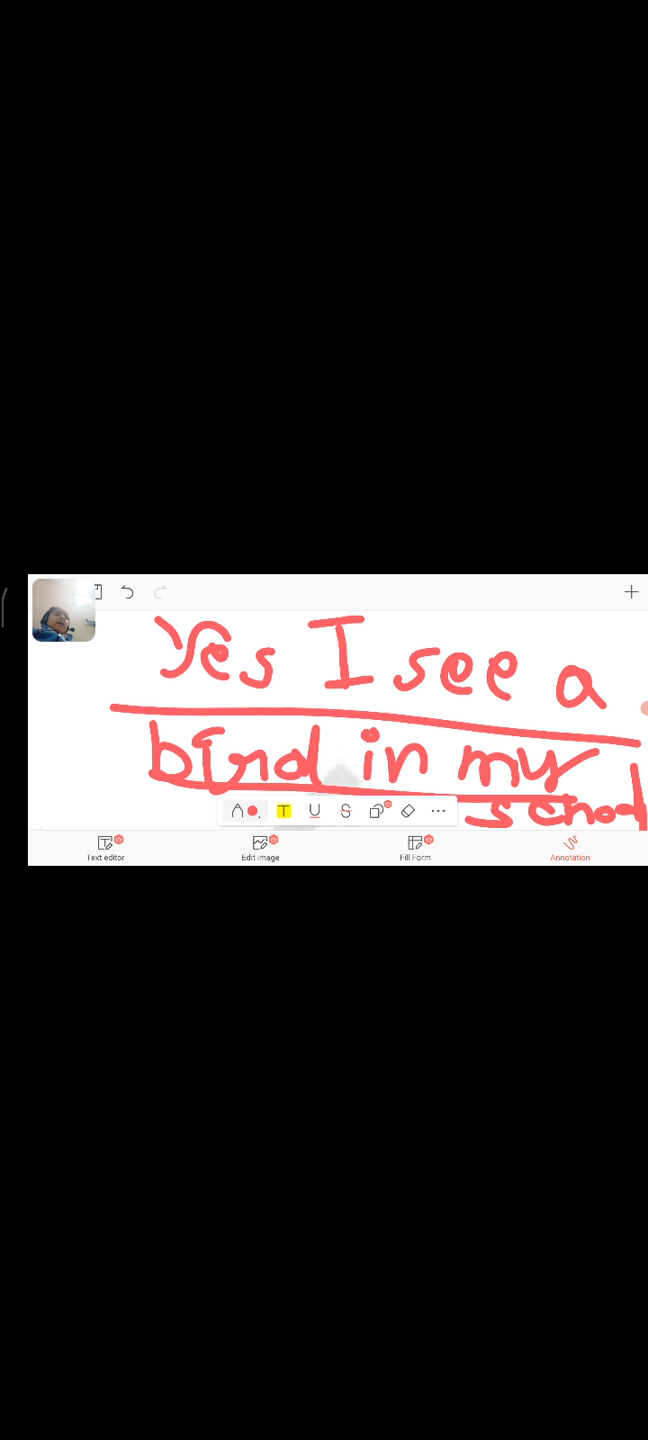 Yes I see a
bird in my
school
Text editor
Edit image
Fill Form
Annotation